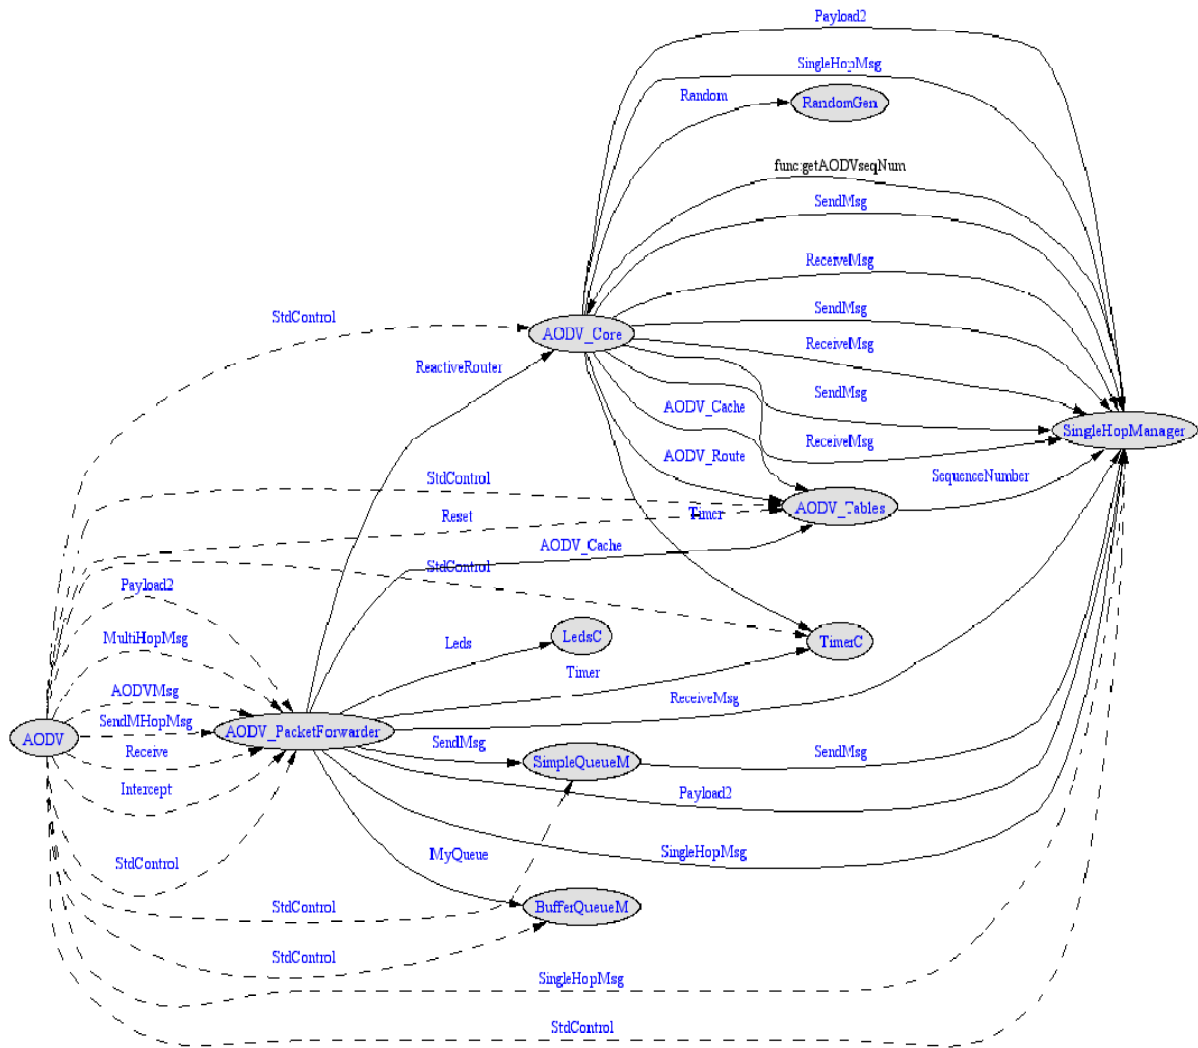 Payload2
SingleHopMsg
Random
RandomGen
func:getAODVseqNum
SendMsg
ReceiveMsg
StdControl
SendMsg
AODV_Core
ReceiveMsg
ReactiveRouter
SendMsg
AODV_Cache
SingleHopManager
ReceiveMsg
AODV_Route
StdControl
SequenceNumber
Reset
Timer
AODV_Tables
AODV_Cache
StdControl
Payload2
MultiHopMsg
Leds
LedsC
TimerC
Timer
AODVMsg
ReceiveMsg
SendMHopMsg
AODV
AODV_PacketForwarder
Receive
SendMsg
SimpleQueueM
SendMsg
Intercept
Payload2
StdControl
IMyQueue
SingleHopMsg
StdControl
BufferQueueM
StdControl
SingleHopMsg
StdControl